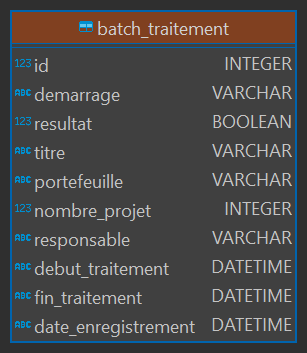 batch_traitement
123 id INTEGER
ABC demarrage VARCHAR
123 resultat BOOLEAN
ABC titre VARCHAR
ABC portefeuille VARCHAR
123 nombre_projet INTEGER
ABC responsable VARCHAR
ABC debut_traitement DATETIME
ABC fin_traitement DATETIME
ABC date_enregistrement DATETIME